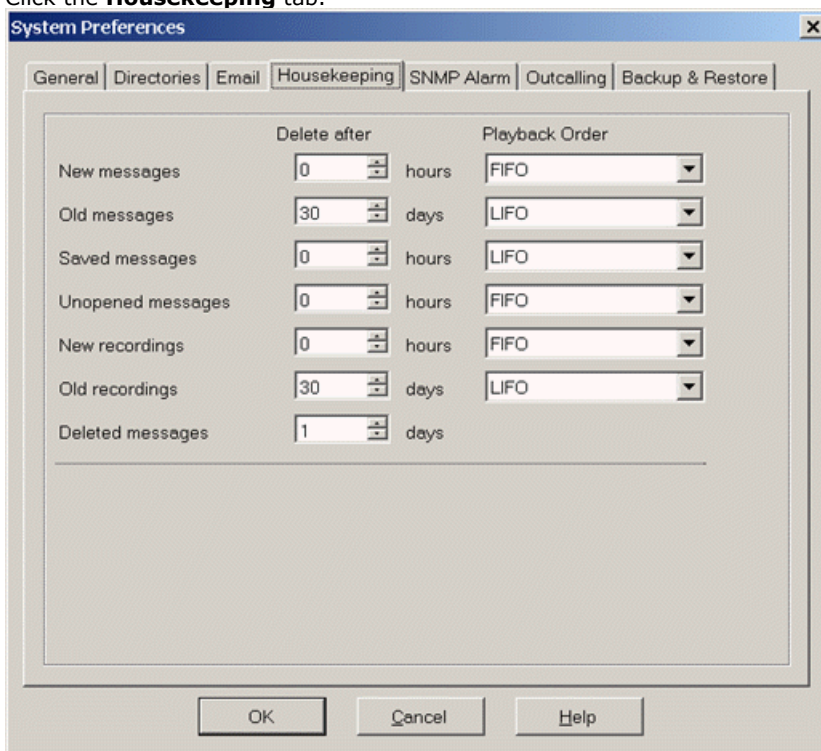 Click the Housekeeping tab.
System Preferences
General Directories Email Housekeeping SNMP Alarm Outcalling Backup & Restore
Delete after Playback Order
New messages 0 hours FIFO
Old messages 30 days LIFO
Saved messages 0 hours LIFO
Unopened messages 0 hours FIFO
New recordings 0 hours FIFO
Old recordings 30 days LIFO
Deleted messages 1 days
OK Cancel Help